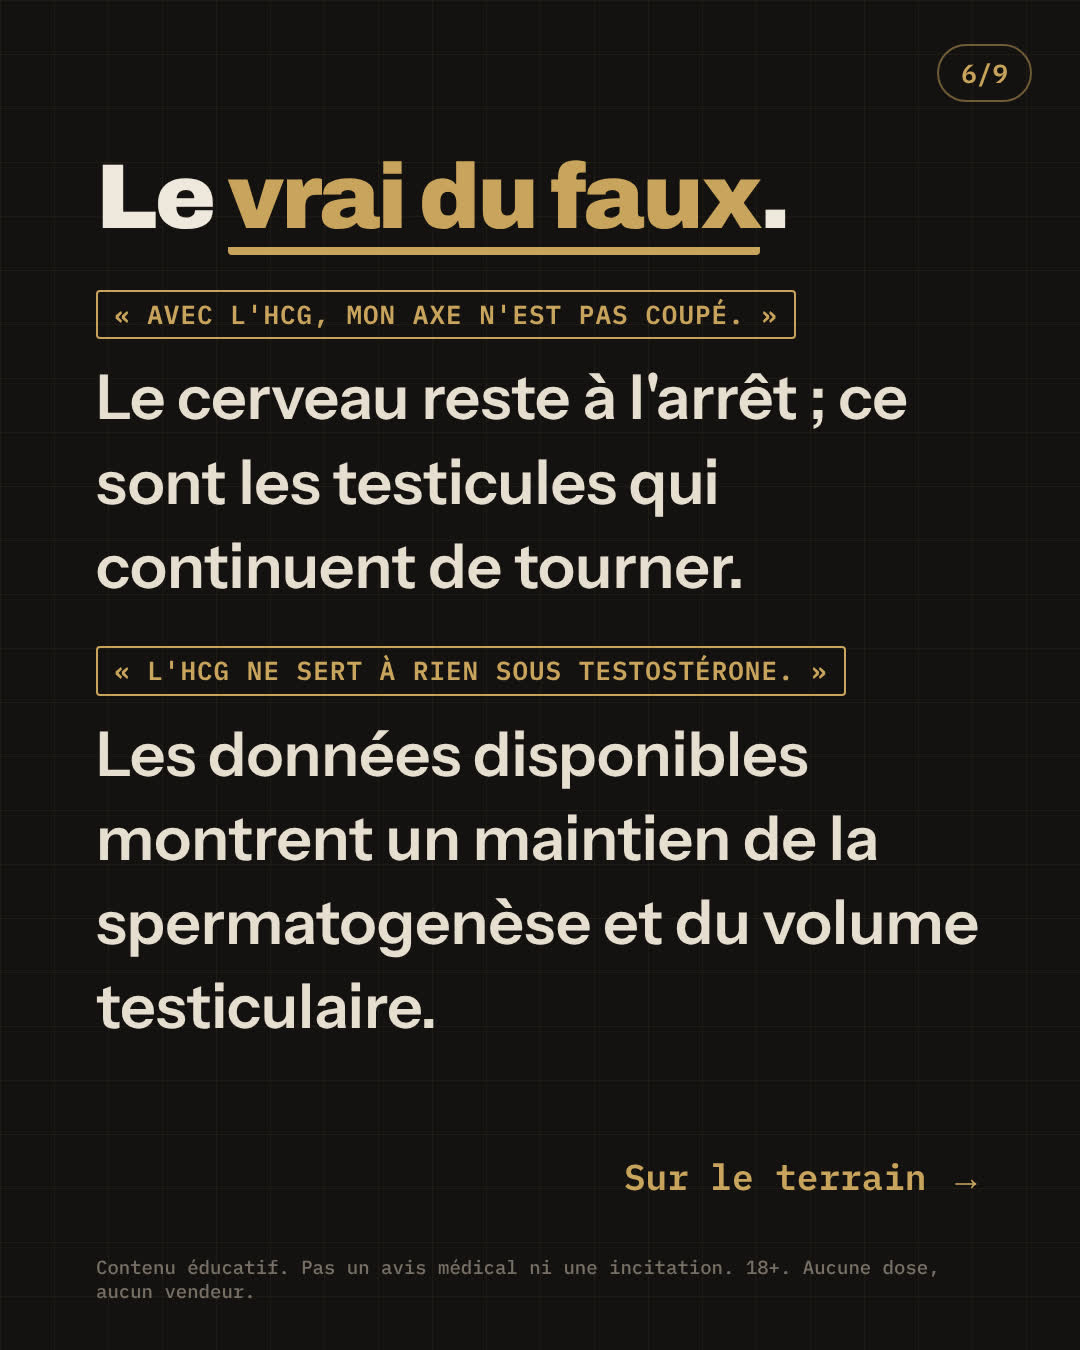 6/9
Le vrai du faux.
« AVEC L'HCG, MON AXE N'EST PAS COUPÉ. »
Le cerveau reste à l'arrêt ; ce
sont les testicules qui
continuent de tourner.
« L'HCG NE SERT À RIEN SOUS TESTOSTÉRONE. »
Les données disponibles
montrent un maintien de la
spermatogenèse et du volume
testiculaire.
Sur le terrain →
Contenu éducatif. Pas un avis médical ni une incitation. 18+. Aucune dose,
aucun vendeur.